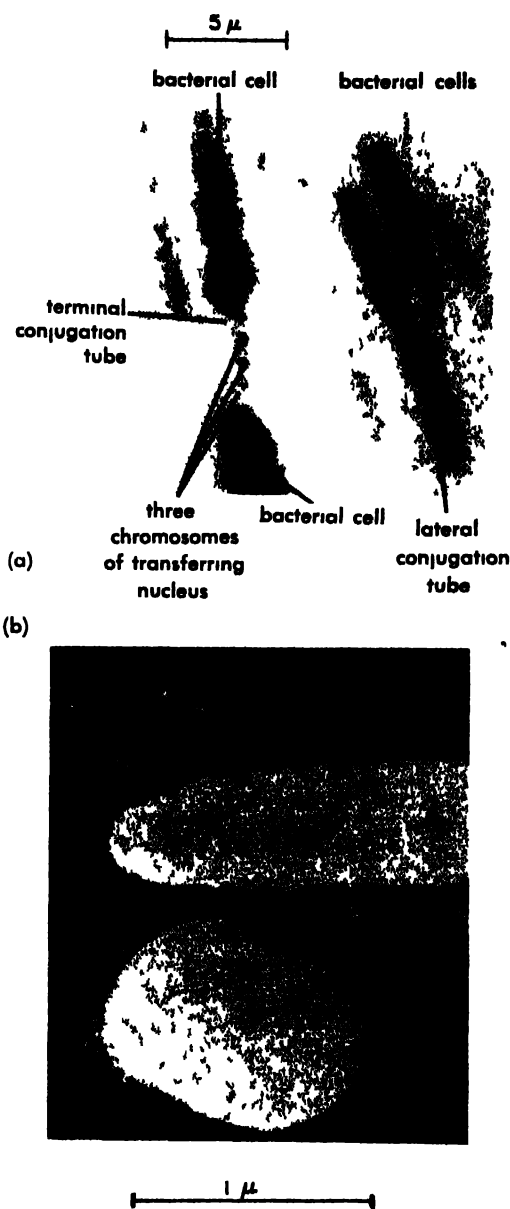 5 μ
bacterial cell
bacterial cells
terminal
conjugation
tube
three
chromosomes
of transferring
nucleus
bacterial cell
lateral
conjugation
tube
(a)
(b)
1 μ